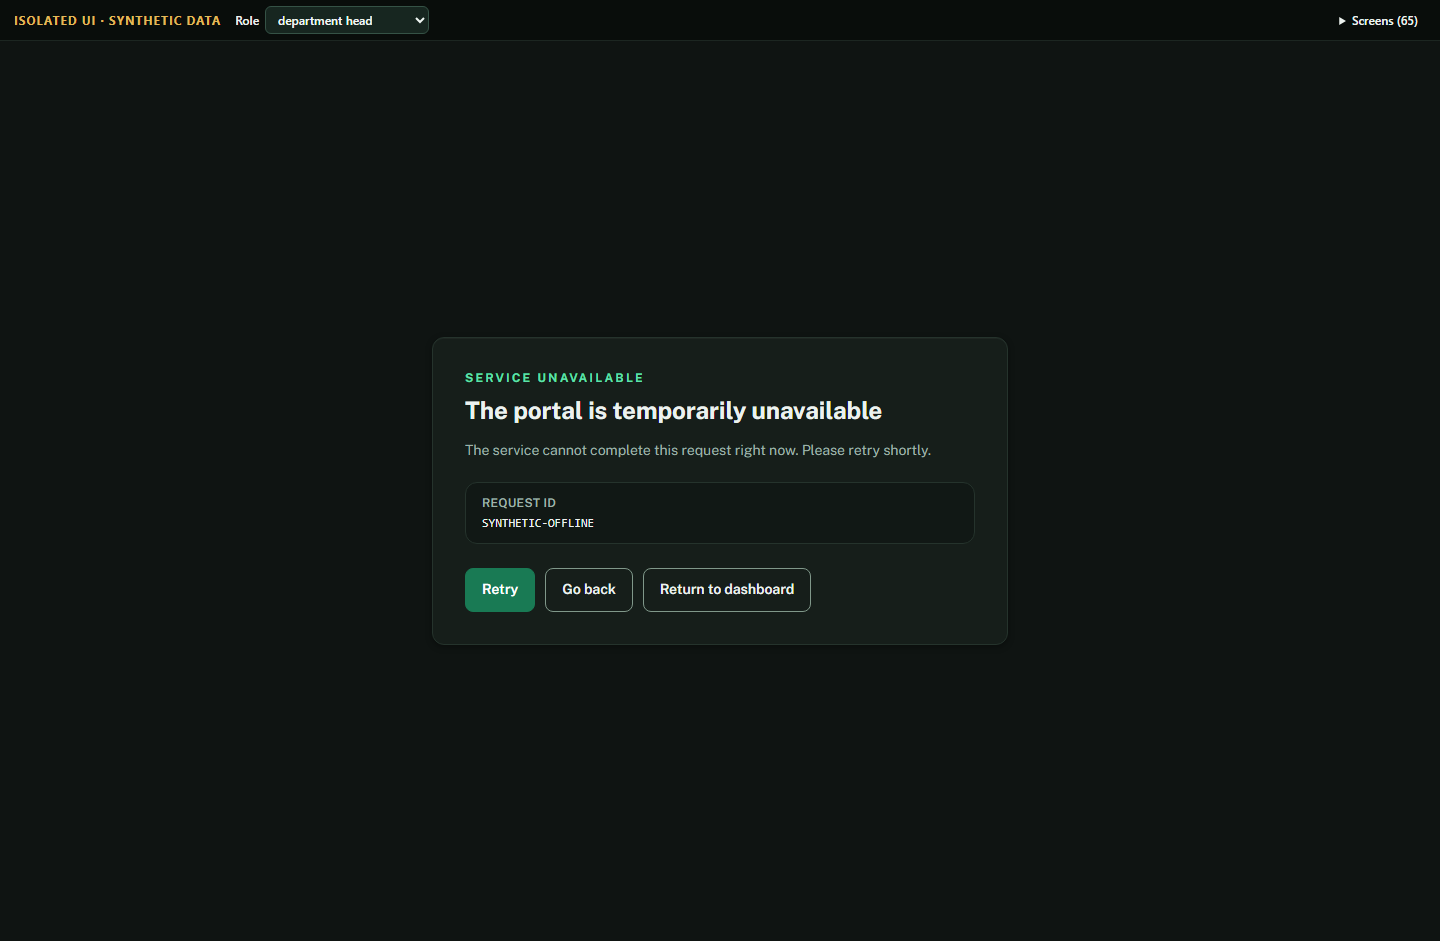 ISOLATED UI · SYNTHETIC DATA Role department head ▶ Screens (65)
SERVICE UNAVAILABLE
The portal is temporarily unavailable
The service cannot complete this request right now. Please retry shortly.
REQUEST ID
SYNTHETIC-OFFLINE
Retry Go back Return to dashboard